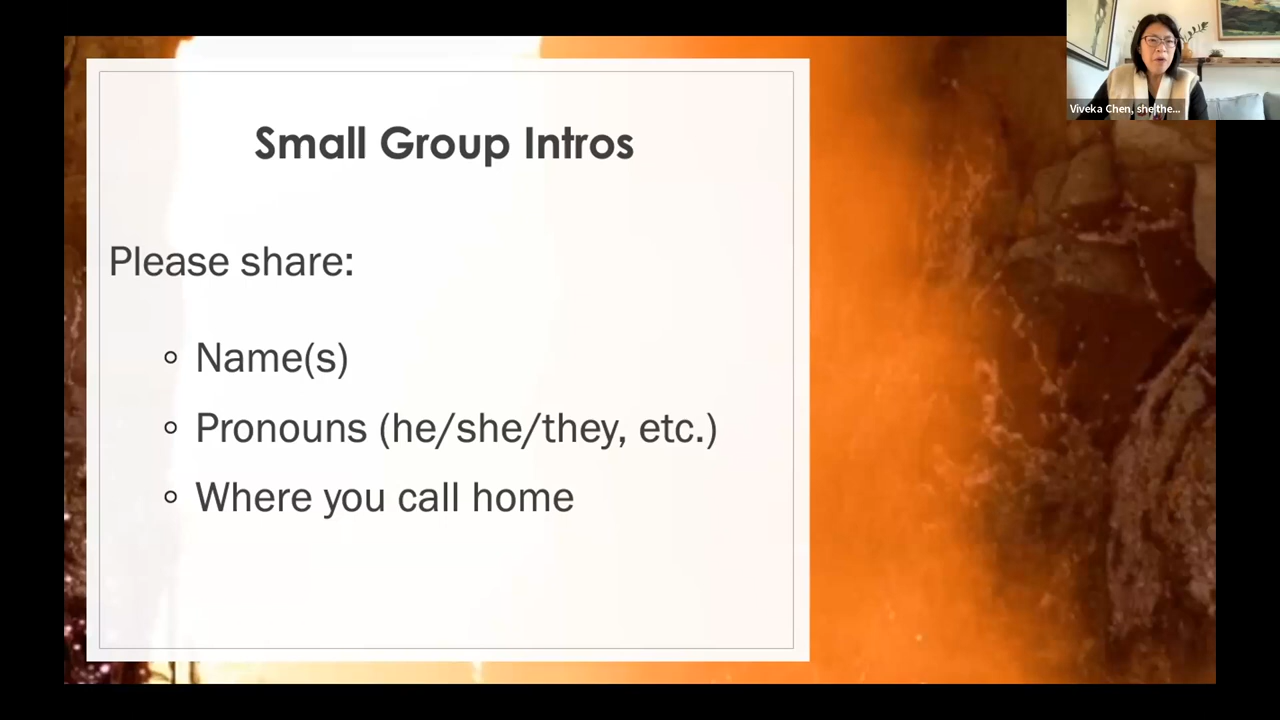 Small Group Intros
Please share:
Name(s)
Pronouns (he/she/they, etc.)
Where you call home
Viveka Chen, she|the...